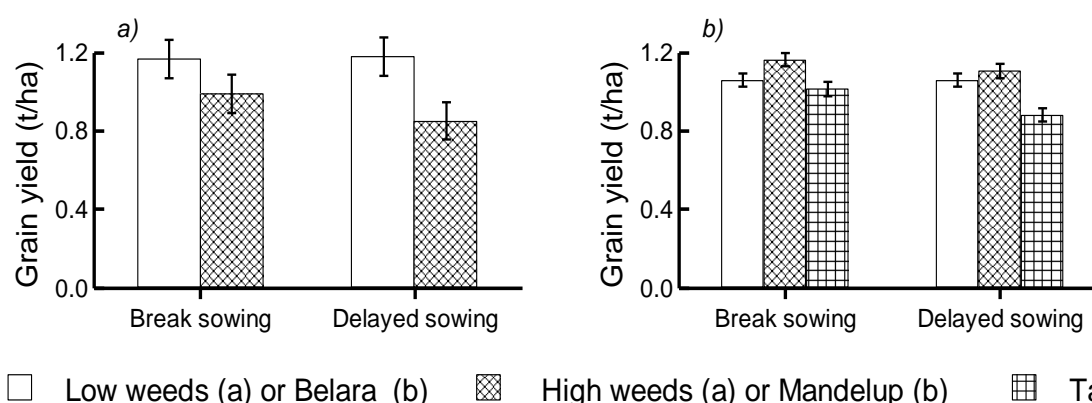 a)
Grain yield (t/ha)
1.2
0.8
0.4
0.0
Break sowing
Delayed sowing
b)
Grain yield (t/ha)
1.2
0.8
0.4
0.0
Break sowing
Delayed sowing
Low weeds (a) or Belara (b)
High weeds (a) or Mandelup (b)